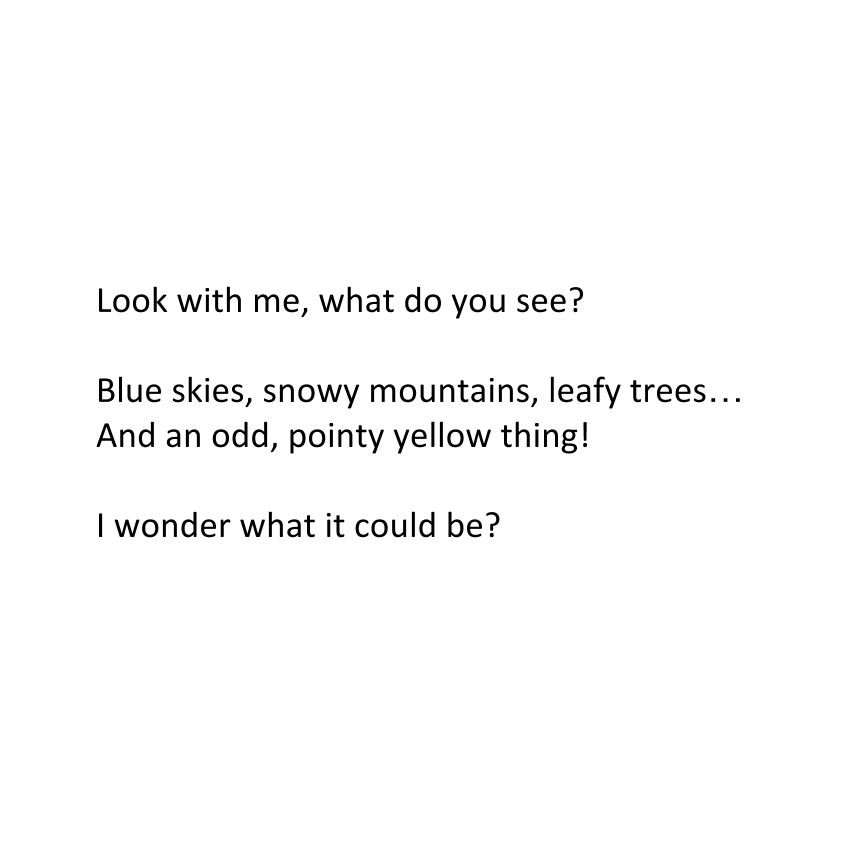 Look with me, what do you see?
Blue skies, snowy mountains, leafy trees…
And an odd, pointy yellow thing!
I wonder what it could be?